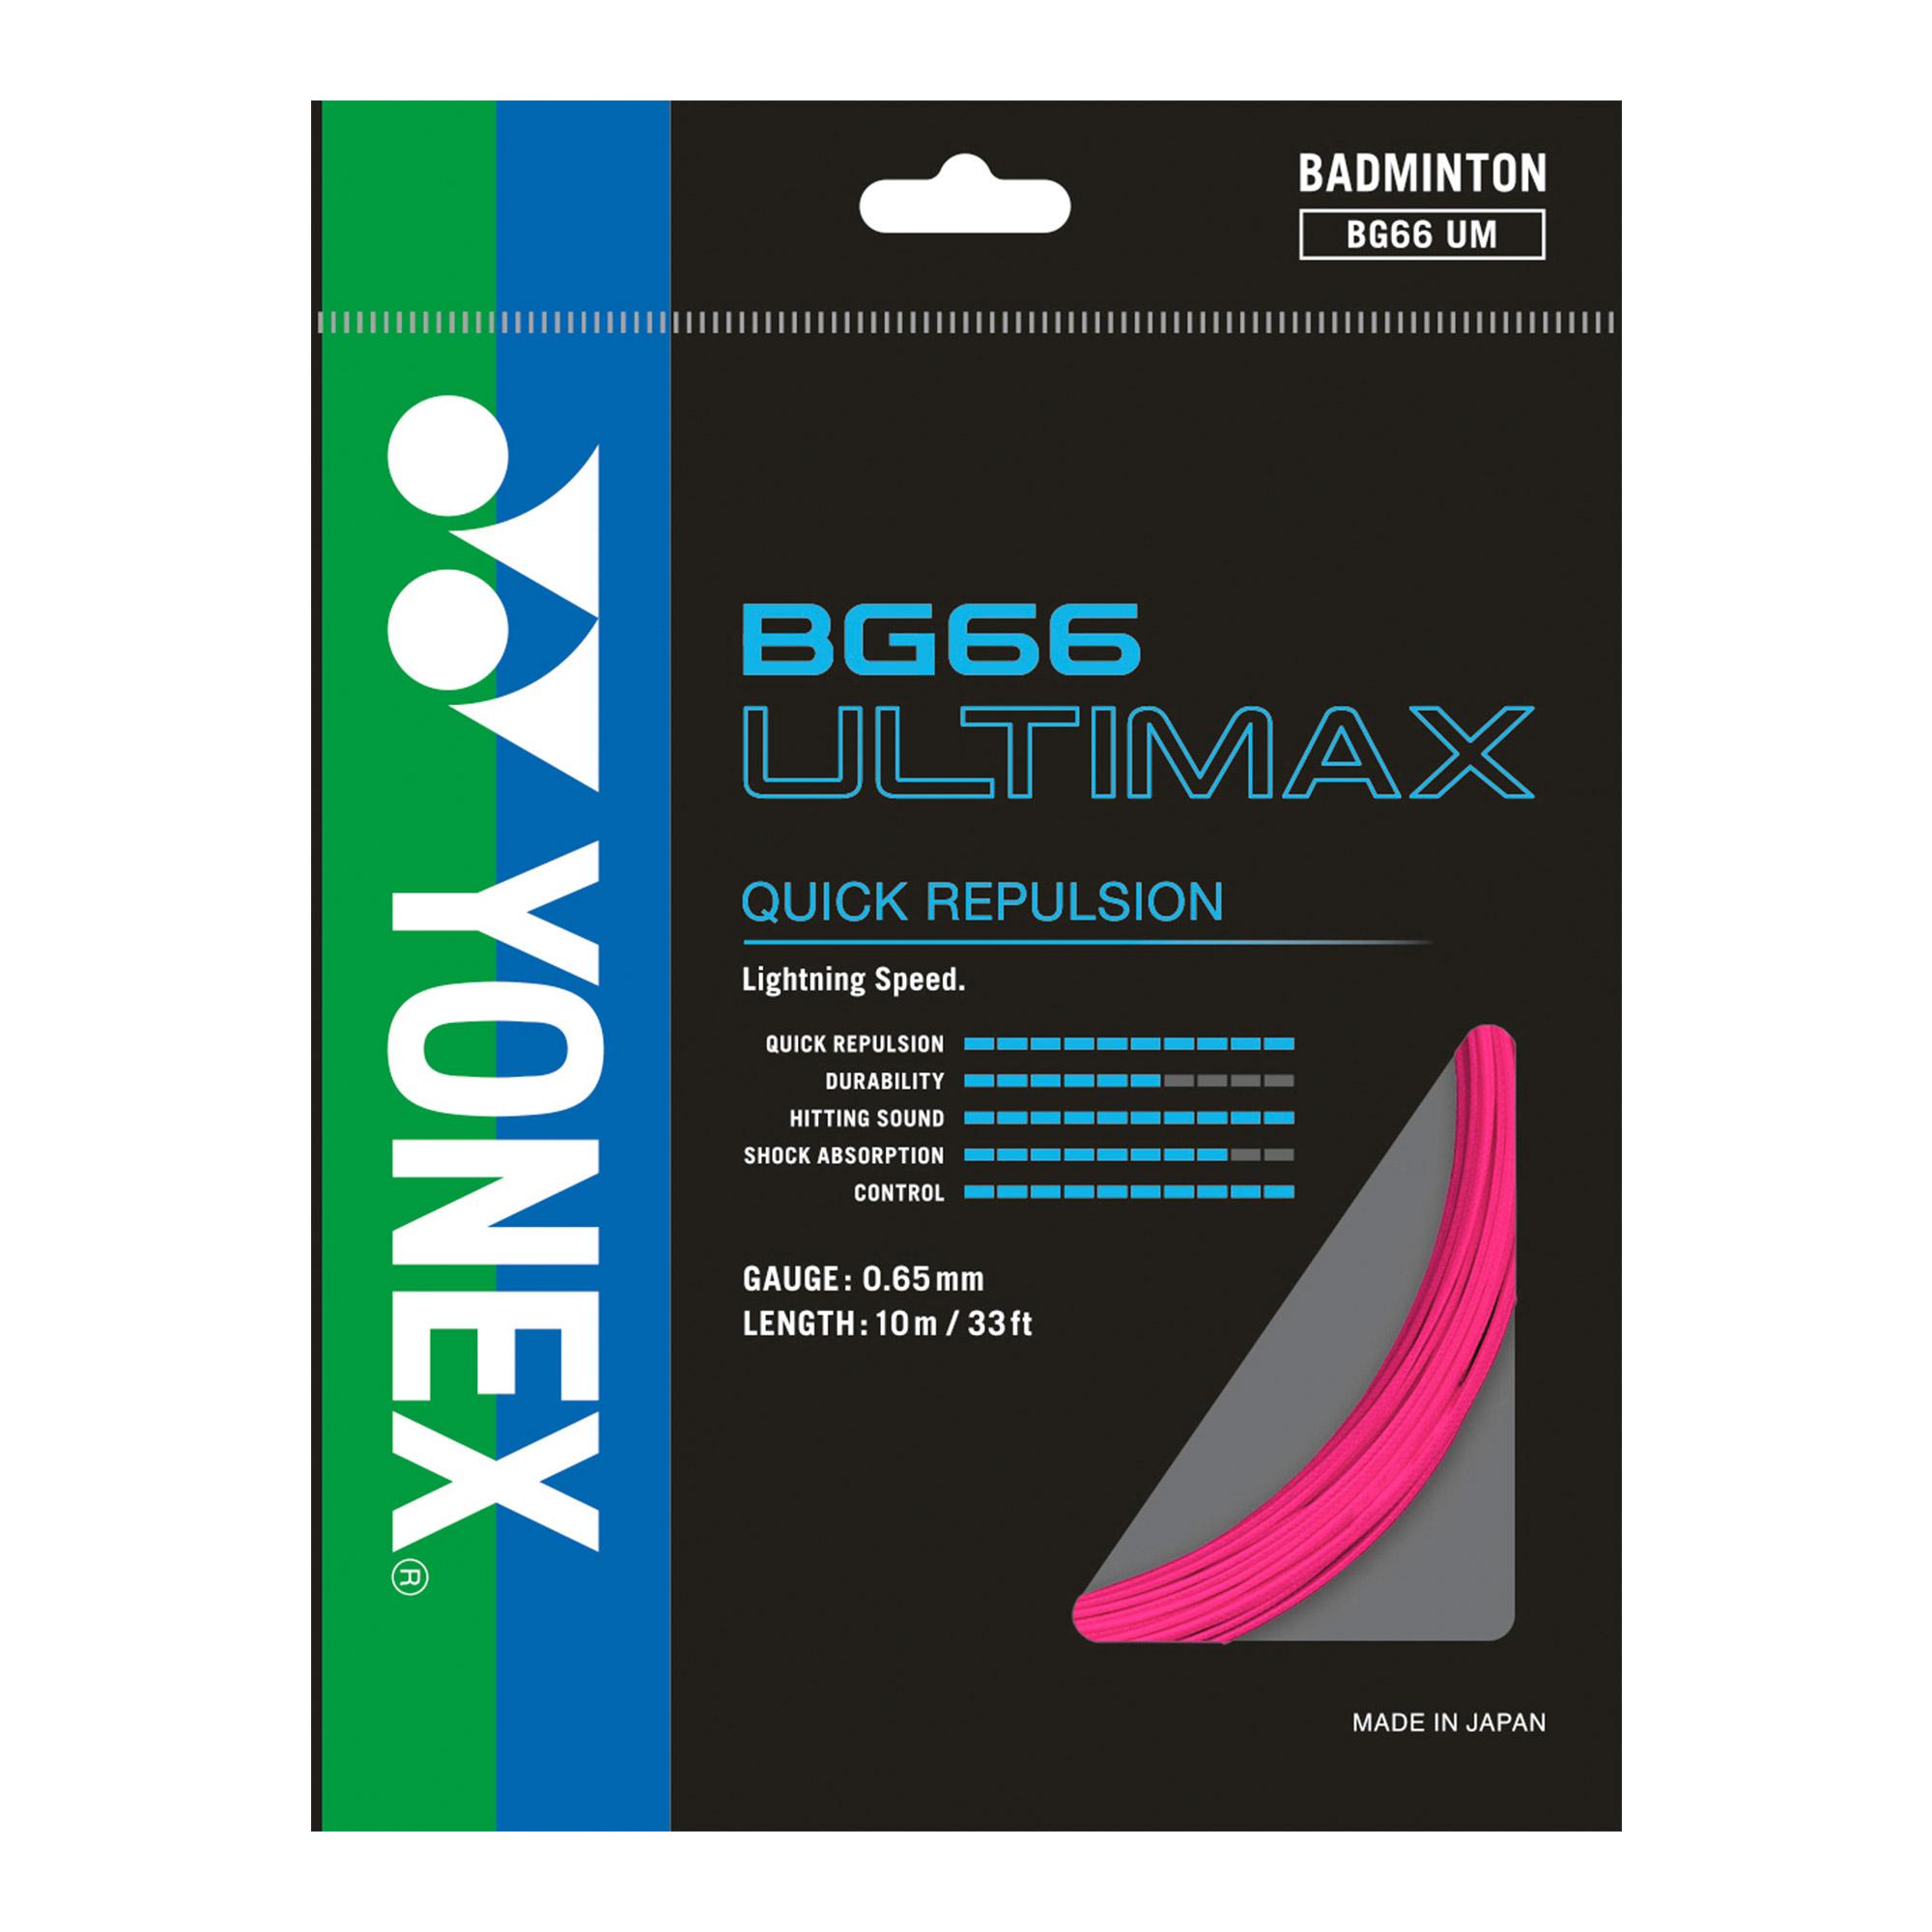 BADMINTON
BG66 UM
YONEX®
BG66
ULTIMAX
QUICK REPULSION
Lightning Speed.
QUICK REPULSION
DURABILITY
HITTING SOUND
SHOCK ABSORPTION
CONTROL
GAUGE: 0.65mm
LENGTH: 10m / 33ft
MADE IN JAPAN